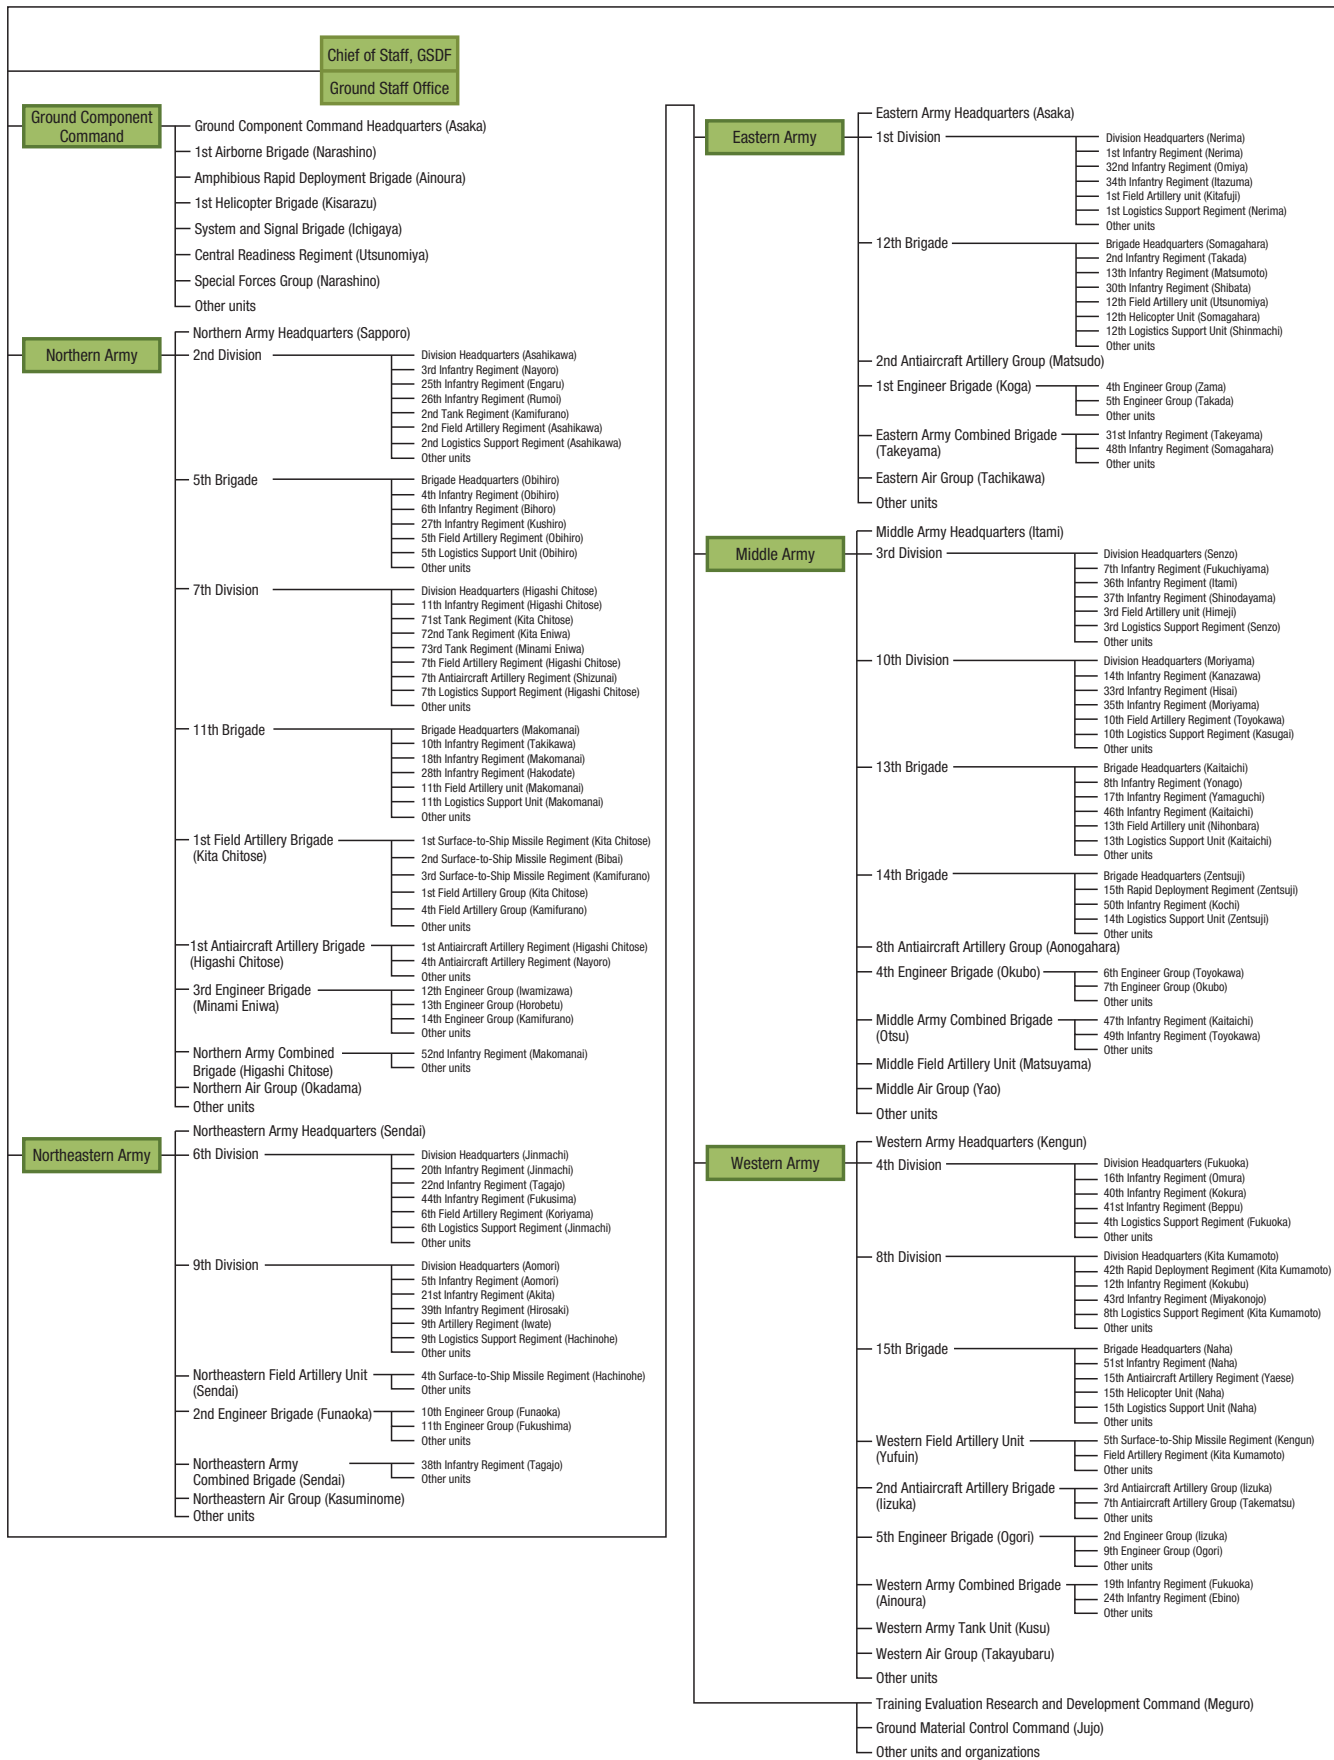 Chief of Staff, GSDF
Ground Staff Office
Ground Component
Command
Ground Component Command Headquarters (Asaka)
1st Airborne Brigade (Narashino)
Amphibious Rapid Deployment Brigade (Ainoura)
1st Helicopter Brigade (Kisarazu)
System and Signal Brigade (Ichigaya)
Central Readiness Regiment (Utsunomiya)
Special Forces Group (Narashino)
Other units
Northern Army
Northern Army Headquarters (Sapporo)
2nd Division
Division Headquarters (Asahikawa)
3rd Infantry Regiment (Nayoro)
25th Infantry Regiment (Engaru)
26th Infantry Regiment (Rumoi)
2nd Tank Regiment (Kamifurano)
2nd Field Artillery Regiment (Asahikawa)
2nd Logistics Support Regiment (Asahikawa)
Other units
5th Brigade
Brigade Headquarters (Obihiro)
4th Infantry Regiment (Obihiro)
6th Infantry Regiment (Bihoro)
27th Infantry Regiment (Kushiro)
5th Field Artillery Regiment (Obihiro)
5th Logistics Support Unit (Obihiro)
Other units
7th Division
Division Headquarters (Higashi Chitose)
11th Infantry Regiment (Higashi Chitose)
71st Tank Regiment (Kita Chitose)
72nd Tank Regiment (Kita Eniwa)
73rd Tank Regiment (Minami Eniwa)
7th Field Artillery Regiment (Higashi Chitose)
7th Antiaircraft Artillery Regiment (Shizunai)
7th Logistics Support Regiment (Higashi Chitose)
Other units
11th Brigade
Brigade Headquarters (Makomanai)
10th Infantry Regiment (Takikawa)
18th Infantry Regiment (Makomanai)
28th Infantry Regiment (Hakodate)
11th Field Artillery unit (Makomanai)
11th Logistics Support Unit (Makomanai)
Other units
1st Field Artillery Brigade
(Kita Chitose)
1st Surface-to-Ship Missile Regiment (Kita Chitose)
2nd Surface-to-Ship Missile Regiment (Bibai)
3rd Surface-to-Ship Missile Regiment (Kamifurano)
1st Field Artillery Group (Kita Chitose)
4th Field Artillery Group (Kamifurano)
Other units
1st Antiaircraft Artillery Brigade
(Higashi Chitose)
1st Antiaircraft Artillery Regiment (Higashi Chitose)
4th Antiaircraft Artillery Regiment (Nayoro)
Other units
3rd Engineer Brigade
(Minami Eniwa)
12th Engineer Group (Iwamizawa)
13th Engineer Group (Horobetu)
14th Engineer Group (Kamifurano)
Other units
Northern Army Combined
Brigade (Higashi Chitose)
52nd Infantry Regiment (Makomanai)
Other units
Northern Air Group (Okadama)
Other units
Northeastern Army
Northeastern Army Headquarters (Sendai)
6th Division
Division Headquarters (Jinmachi)
20th Infantry Regiment (Jinmachi)
22nd Infantry Regiment (Tagajo)
44th Infantry Regiment (Fukusima)
6th Field Artillery Regiment (Koriyama)
6th Logistics Support Regiment (Jinmachi)
Other units
9th Division
Division Headquarters (Aomori)
5th Infantry Regiment (Aomori)
21st Infantry Regiment (Akita)
39th Infantry Regiment (Hirosaki)
9th Artillery Regiment (Iwate)
9th Logistics Support Regiment (Hachinohe)
Other units
Northeastern Field Artillery Unit
(Sendai)
4th Surface-to-Ship Missile Regiment (Hachinohe)
Other units
2nd Engineer Brigade (Funaoka)
10th Engineer Group (Funaoka)
11th Engineer Group (Fukushima)
Other units
Northeastern Army
Combined Brigade (Sendai)
38th Infantry Regiment (Tagajo)
Other units
Northeastern Air Group (Kasuminome)
Other units
Eastern Army
Eastern Army Headquarters (Asaka)
1st Division
Division Headquarters (Nerima)
1st Infantry Regiment (Nerima)
32nd Infantry Regiment (Omiya)
34th Infantry Regiment (Itazuma)
1st Field Artillery unit (Kitafuji)
1st Logistics Support Regiment (Nerima)
Other units
12th Brigade
Brigade Headquarters (Somagahara)
2nd Infantry Regiment (Takada)
13th Infantry Regiment (Matsumoto)
30th Infantry Regiment (Shibata)
12th Field Artillery unit (Utsunomiya)
12th Helicopter Unit (Somagahara)
12th Logistics Support Unit (Shinmachi)
Other units
2nd Antiaircraft Artillery Group (Matsudo)
1st Engineer Brigade (Koga)
4th Engineer Group (Zama)
5th Engineer Group (Takada)
Other units
Eastern Army Combined Brigade
(Takeyama)
31st Infantry Regiment (Takeyama)
48th Infantry Regiment (Somagahara)
Other units
Eastern Air Group (Tachikawa)
Other units
Middle Army
Middle Army Headquarters (Itami)
3rd Division
Division Headquarters (Senzo)
7th Infantry Regiment (Fukuchiyama)
36th Infantry Regiment (Itami)
37th Infantry Regiment (Shinodayama)
3rd Field Artillery unit (Himeji)
3rd Logistics Support Regiment (Senzo)
Other units
10th Division
Division Headquarters (Moriyama)
14th Infantry Regiment (Kanazawa)
33rd Infantry Regiment (Hisai)
35th Infantry Regiment (Moriyama)
10th Field Artillery Regiment (Toyokawa)
10th Logistics Support Regiment (Kasugai)
Other units
13th Brigade
Brigade Headquarters (Kaitaichi)
8th Infantry Regiment (Yonago)
17th Infantry Regiment (Yamaguchi)
46th Infantry Regiment (Kaitaichi)
13th Field Artillery unit (Nihonbara)
13th Logistics Support Unit (Kaitaichi)
Other units
14th Brigade
Brigade Headquarters (Zentsuji)
15th Rapid Deployment Regiment (Zentsuji)
50th Infantry Regiment (Kochi)
14th Logistics Support Unit (Zentsuji)
Other units
8th Antiaircraft Artillery Group (Aonogahara)
4th Engineer Brigade (Okubo)
6th Engineer Group (Toyokawa)
7th Engineer Group (Okubo)
Other units
Middle Army Combined Brigade
(Otsu)
47th Infantry Regiment (Kaitaichi)
49th Infantry Regiment (Toyokawa)
Other units
Middle Field Artillery Unit (Matsuyama)
Middle Air Group (Yao)
Other units
Western Army
Western Army Headquarters (Kengun)
4th Division
Division Headquarters (Fukuoka)
16th Infantry Regiment (Omura)
40th Infantry Regiment (Kokura)
41st Infantry Regiment (Beppu)
4th Logistics Support Regiment (Fukuoka)
Other units
8th Division
Division Headquarters (Kita Kumamoto)
42th Rapid Deployment Regiment (Kita Kumamoto)
12th Infantry Regiment (Kokubu)
43rd Infantry Regiment (Miyakonojo)
8th Logistics Support Regiment (Kita Kumamoto)
Other units
15th Brigade
Brigade Headquarters (Naha)
51st Infantry Regiment (Naha)
15th Antiaircraft Artillery Regiment (Yaese)
15th Helicopter Unit (Naha)
15th Logistics Support Unit (Naha)
Other units
Western Field Artillery Unit
(Yufuin)
5th Surface-to-Ship Missile Regiment (Kengun)
Field Artillery Regiment (Kita Kumamoto)
Other units
2nd Antiaircraft Artillery Brigade
(Iizuka)
3rd Antiaircraft Artillery Group (Iizuka)
7th Antiaircraft Artillery Group (Takematsu)
Other units
5th Engineer Brigade (Ogori)
2nd Engineer Group (Iizuka)
9th Engineer Group (Ogori)
Other units
Western Army Combined Brigade
(Ainoura)
19th Infantry Regiment (Fukuoka)
24th Infantry Regiment (Ebino)
Other units
Western Army Tank Unit (Kusu)
Western Air Group (Takayubaru)
Other units
Training Evaluation Research and Development Command (Meguro)
Ground Material Control Command (Jujo)
Other units and organizations